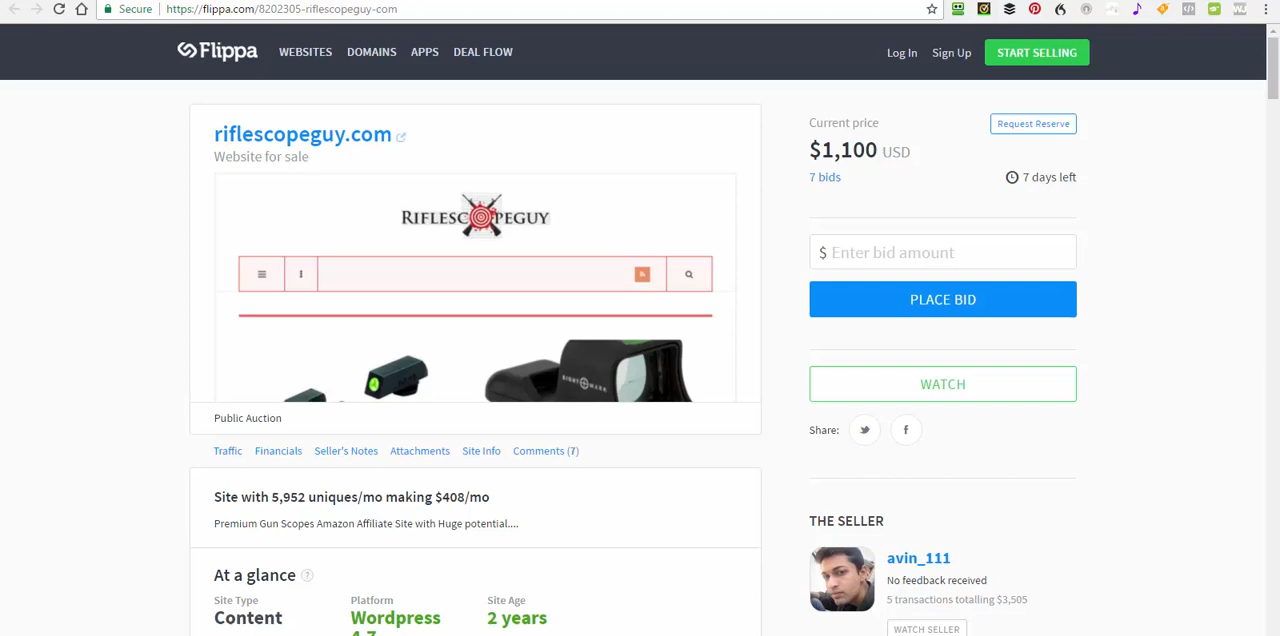 Secure
https://flippa.com/8202305-riflescopeguy-com
Flippa
WEBSITES
DOMAINS
APPS
DEAL FLOW
Log In
Sign Up
START SELLING
riflescopeguy.com
Website for sale
RIFLESCOPEGUY
SIGHTMARK
Public Auction
Traffic
Financials
Seller's Notes
Attachments
Site Info
Comments (7)
Site with 5,952 uniques/mo making $408/mo
Premium Gun Scopes Amazon Affiliate Site with Huge potential....
At a glance ?
Site Type
Platform
Site Age
Content
Wordpress
4.7
2 years
Current price
Request Reserve
$1,100 USD
7 bids
7 days left
$ Enter bid amount
PLACE BID
WATCH
Share:
THE SELLER
avin_111
No feedback received
5 transactions totalling $3,505
WATCH SELLER